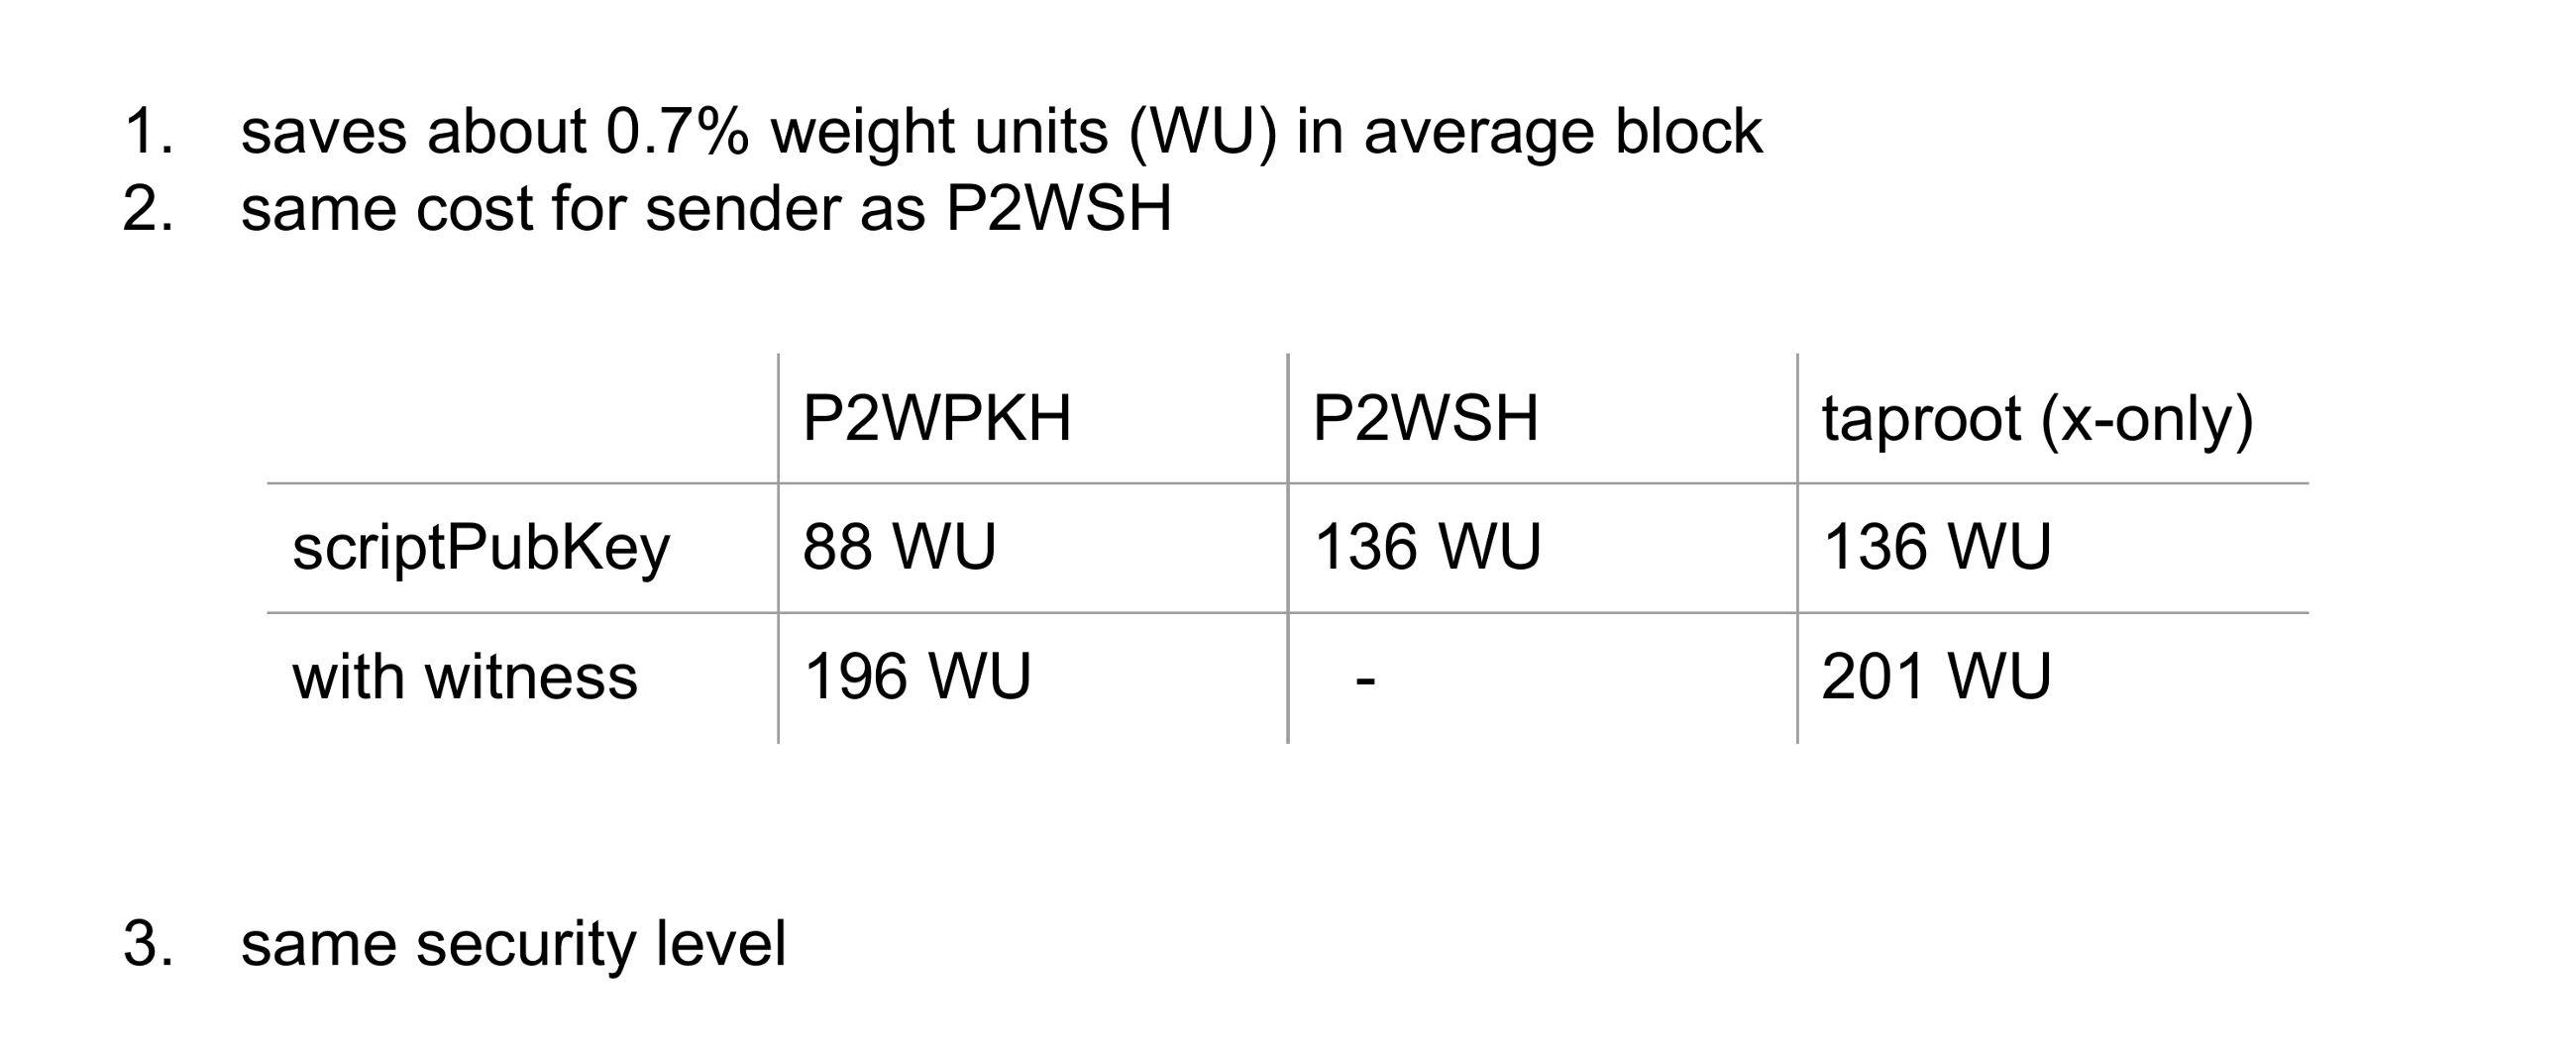 1. saves about 0.7% weight units (WU) in average block
2. same cost for sender as P2WSH
P2WPKH P2WSH taproot (x-only)
scriptPubKey 88 WU 136 WU 136 WU
with witness 196 WU - 201 WU
3. same security level